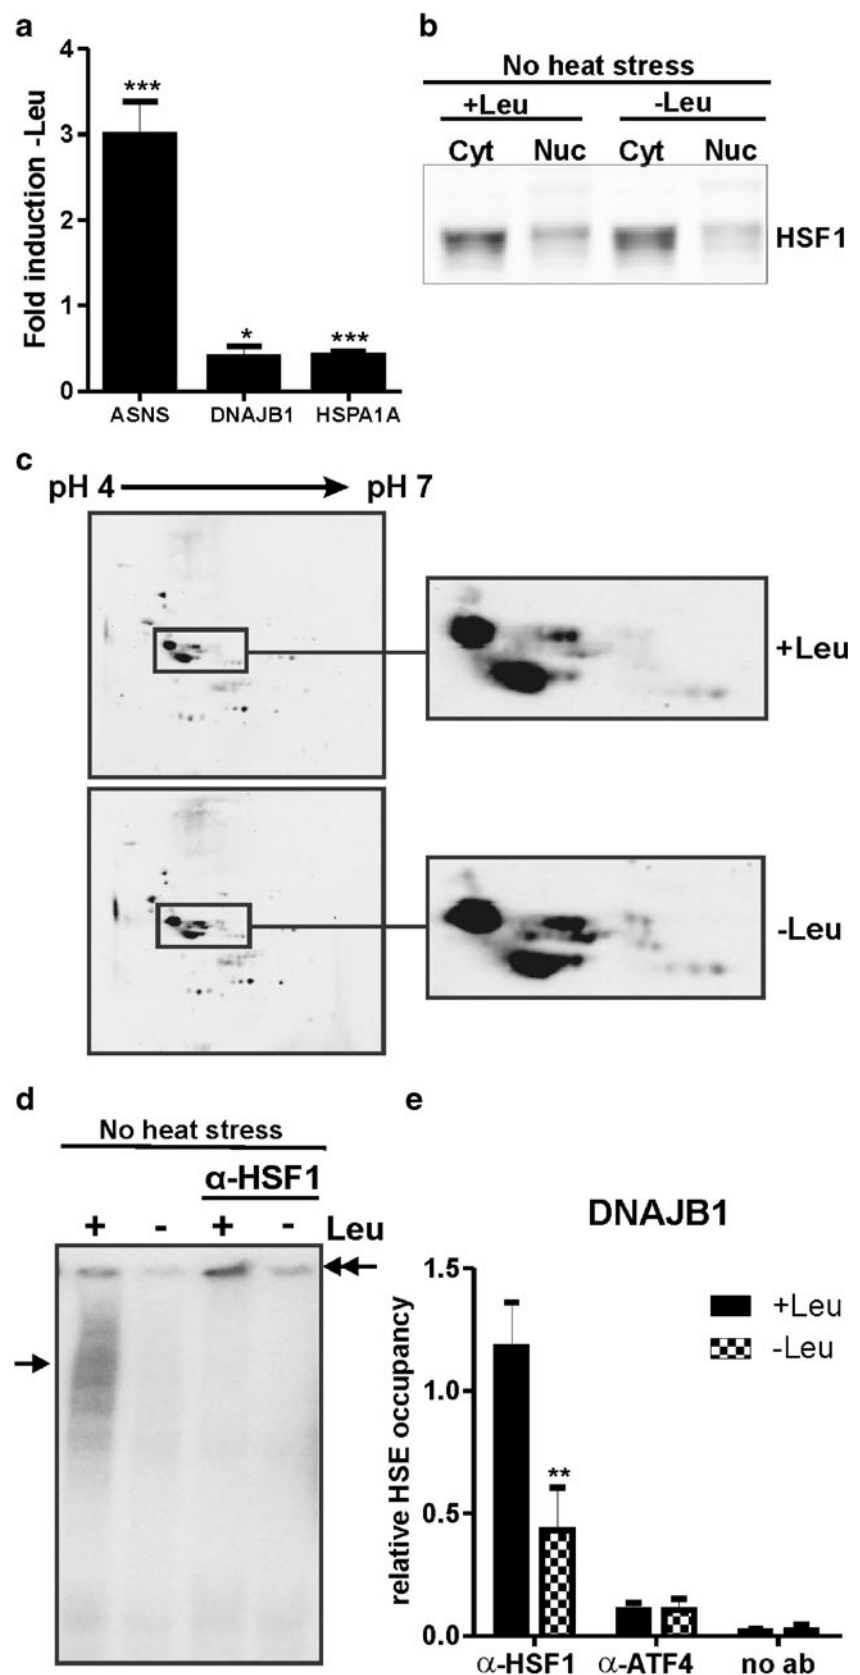 a
Fold induction -Leu
4
3
2
1
0
***
*
***
ASNS
DNAJB1
HSPA1A
b
No heat stress
+Leu
-Leu
Cyt Nuc Cyt Nuc
HSF1
c
pH 4
pH 7
+Leu
-Leu
d
No heat stress
α-HSF1
+ - + - Leu
e
DNAJB1
relative HSE occupancy
1.5
1.0
0.5
0.0
+Leu
-Leu
**
α-HSF1
α-ATF4
no ab